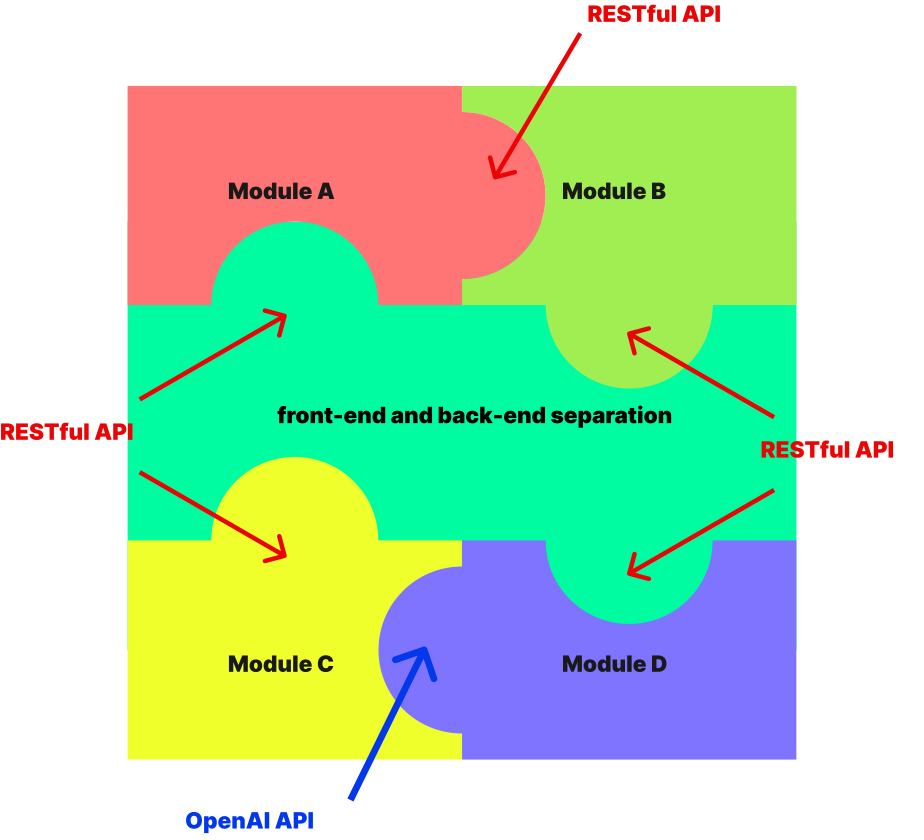 RESTful API
Module A
Module B
front-end and back-end separation
RESTful API
RESTful API
Module C
Module D
OpenAI API